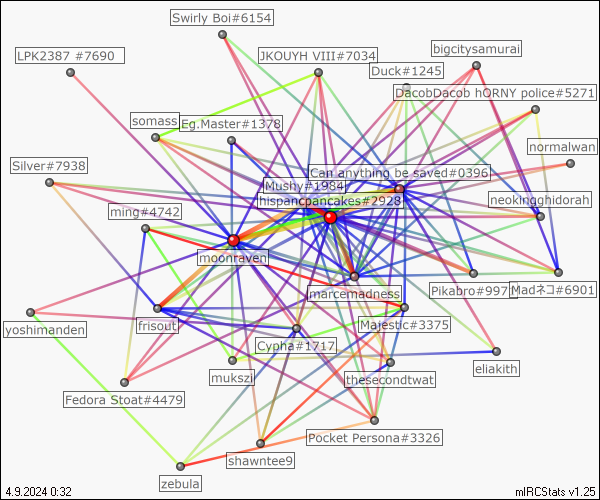 Swirly Boi#6154
LPK2387 #7690
JKOUYH VIII#7034
bigcitysamurai
Duck#1245
DacobDacob hORNY police#5271
somass
Eg.Master#1378
normalwan
Silver#7938
Can anything be saved#0396
Mushy#1984
hispancpancakes#2928
neokingghidorah
ming#4742
moonraven
marcemadness
Pikabro#997
Madネコ#6901
yoshimanden
frisout
Majestic#3375
Cypha#1717
mukszi
thesecondtwat
eliakith
Fedora Stoat#4479
Pocket Persona#3326
shawntee9
zebula
4.9.2024 0:32
mIRCStats v1.25